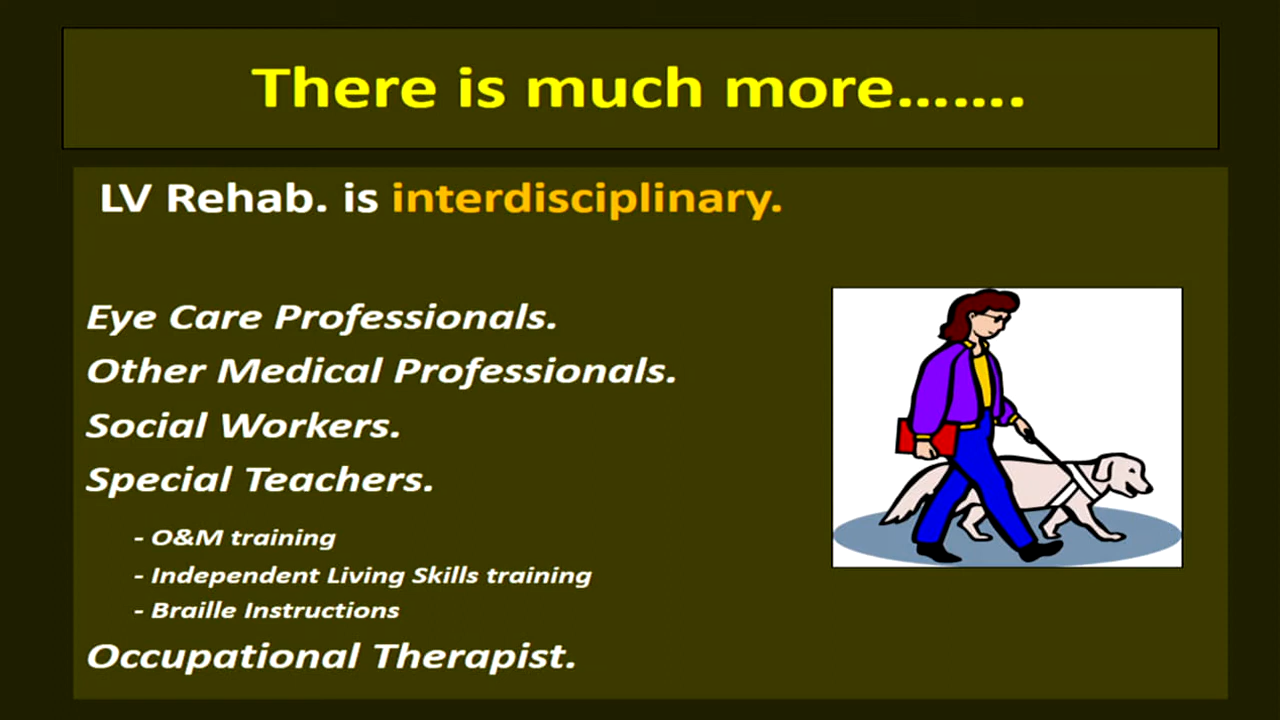 There is much more.......
LV Rehab. is interdisciplinary.
Eye Care Professionals.
Other Medical Professionals.
Social Workers.
Special Teachers.
- O&M training
- Independent Living Skills training
- Braille Instructions
Occupational Therapist.